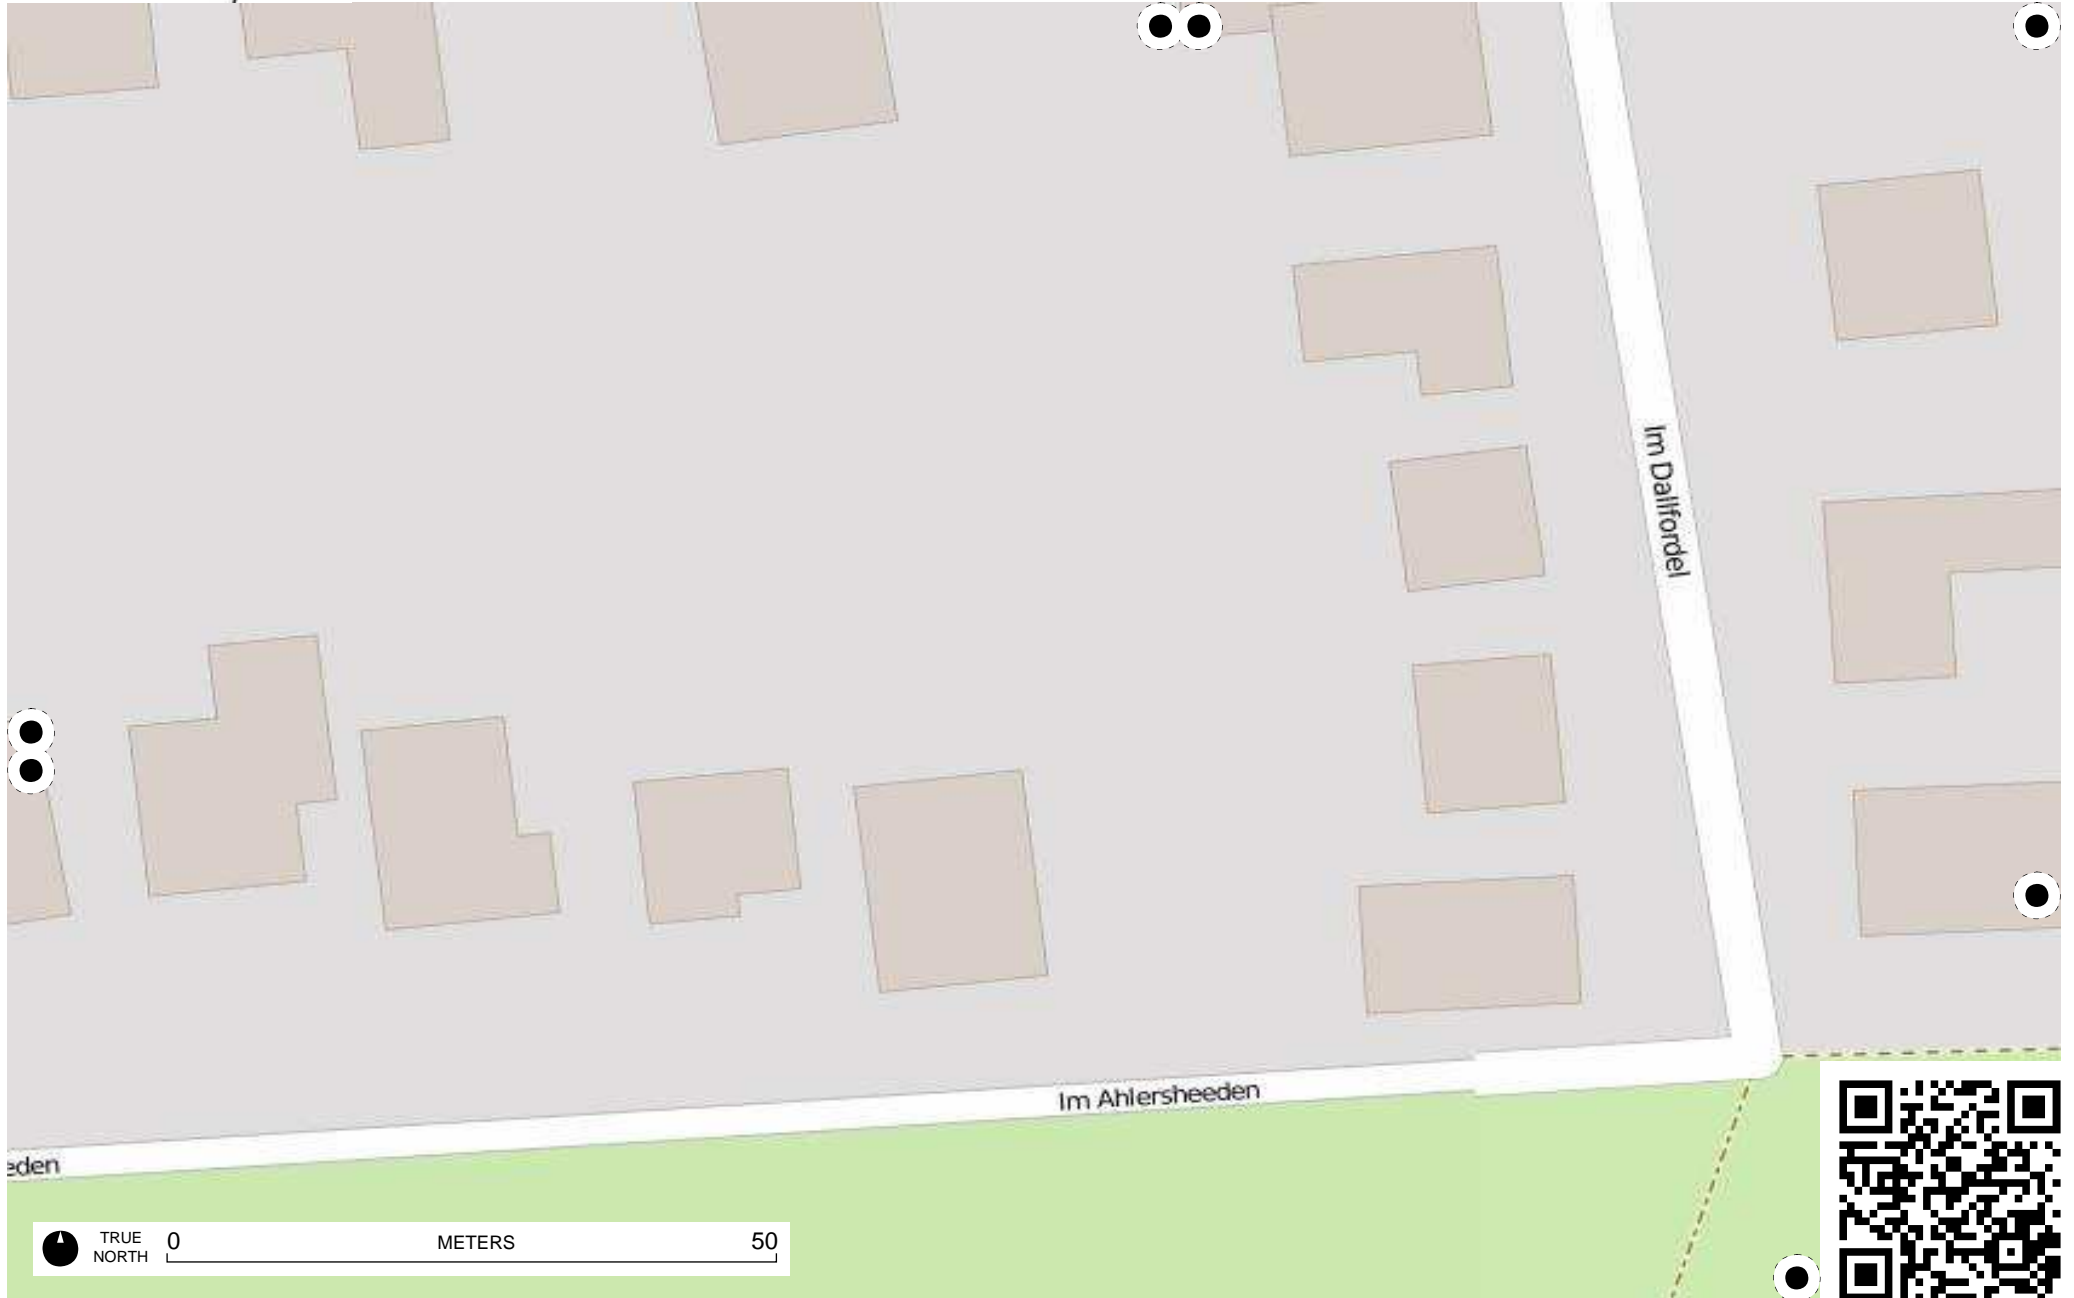 Im Dallfordel
Im Ahlersheeden
eden
TRUE
NORTH
0 METERS 50